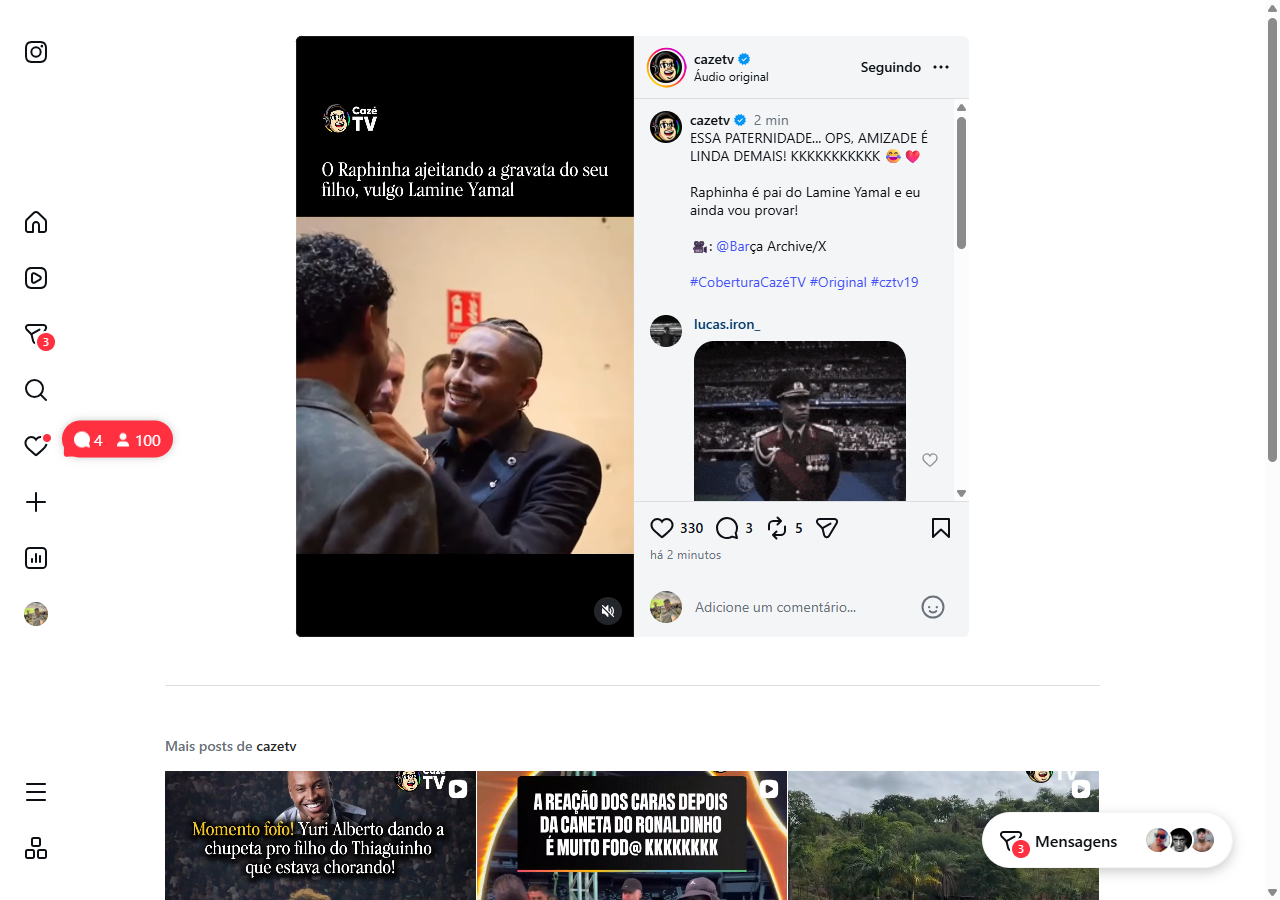 Cazé
TV
O Raphinha ajeitando a gravata do seu
filho, vulgo Lamine Yamal
cazetv
Áudio original
Seguindo
cazetv 2 min
ESSA PATERNIDADE... OPS, AMIZADE É
LINDA DEMAIS! KKKKKKKKKKK 😂 ❤️
Raphinha é pai do Lamine Yamal e eu
ainda vou provar!
🎥: @Barça Archive/X
#CoberturaCazéTV #Original #cztv19
lucas.iron_
330 3 5
há 2 minutos
Adicione um comentário...
3
4 100
Mais posts de cazetv
TV
Momento fofo! Yuri Alberto dando a
chupeta pro filho do Thiaguinho
que estava chorando!
A REAÇÃO DOS CARAS DEPOIS
DA CANETA DO RONALDINHO
É MUITO FOD@ KKKKKKKK
3
Mensagens